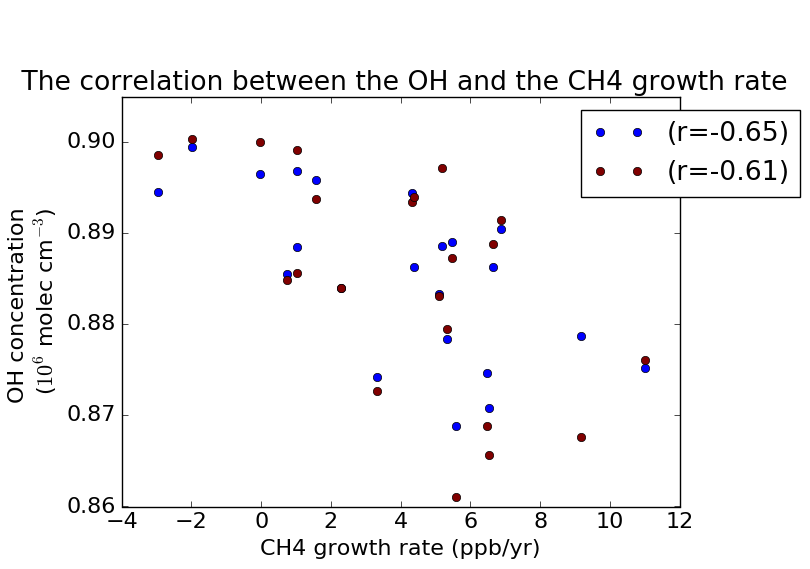 The correlation between the OH and the CH4 growth rate
(r=-0.65)
(r=-0.61)
0.90
0.89
0.88
0.87
0.86
OH concentration
(10^6 molec cm^−3)
−4 −2 0 2 4 6 8 10 12
CH4 growth rate (ppb/yr)